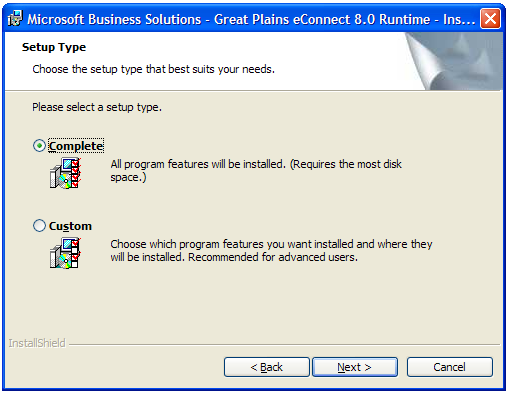 Microsoft Business Solutions - Great Plains eConnect 8.0 Runtime - Ins...
Setup Type
Choose the setup type that best suits your needs.
Please select a setup type.
Complete
All program features will be installed. (Requires the most disk
space.)
Custom
Choose which program features you want installed and where they
will be installed. Recommended for advanced users.
InstallShield
< Back
Next >
Cancel